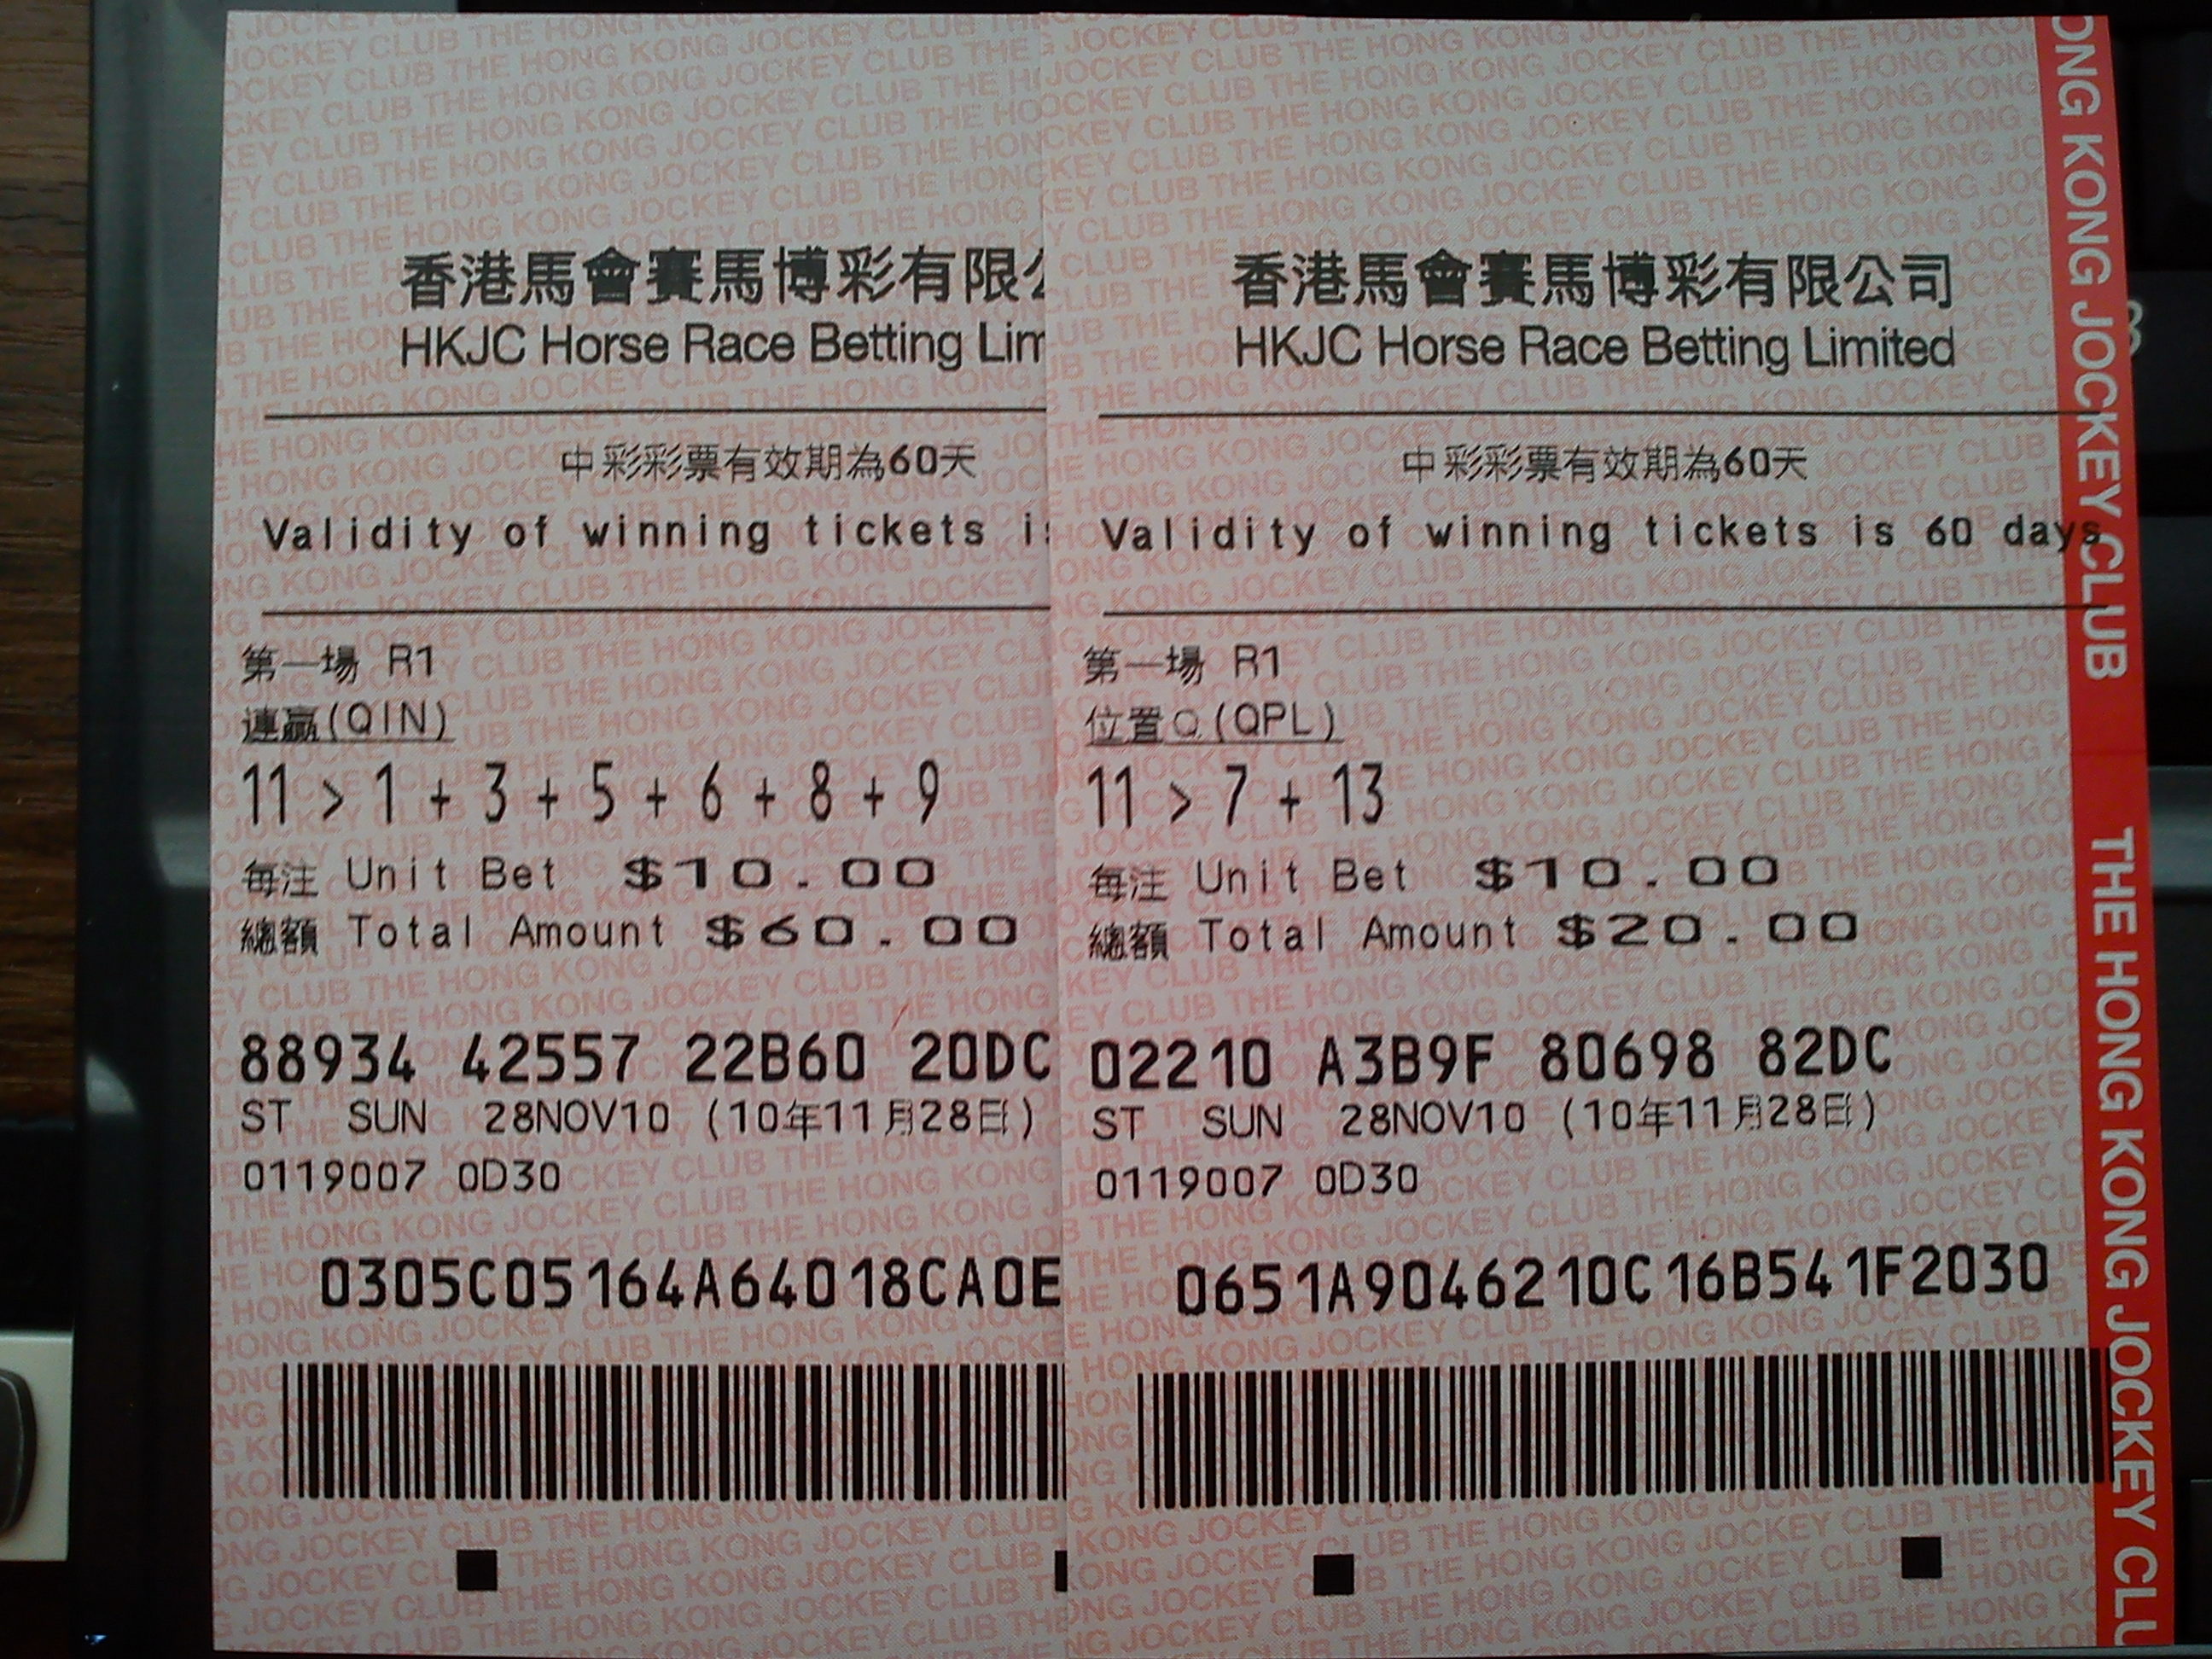 香港馬會賽馬博彩有限
HKJC Horse Race Betting Lim
中彩彩票有效期為60天
Validity of winning tickets is
第一場 R1
連贏(QIN)
11 > 1 + 3 + 5 + 6 + 8 + 9
每注 Unit Bet $10.00
總額 Total Amount $60.00
88934 42557 22B60 20DC
ST SUN 28NOV10 (10年11月28日)
0119007 0D30
0305C05164A64018CA0E
香港馬會賽馬博彩有限公司
HKJC Horse Race Betting Limited
中彩彩票有效期為60天
Validity of winning tickets is 60 days
第一場 R1
位置Q(QPL)
11 > 7 + 13
每注 Unit Bet $10.00
總額 Total Amount $20.00
02210 A3B9F 80698 82DC
ST SUN 28NOV10 (10年11月28日)
0119007 0D30
0651A9046210C16B541F2030
ONG KONG JOCKEY CLUB THE HONG KONG JOCKEY CLU